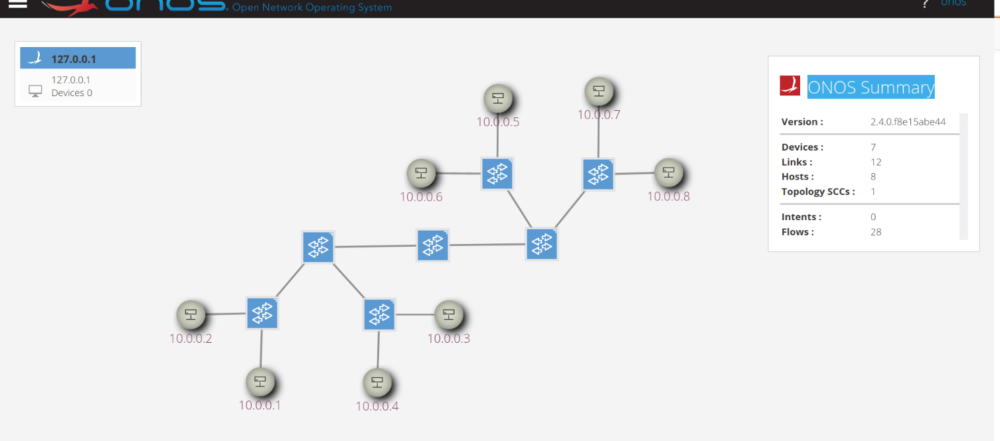 onos Open Network Operating System
? onos
127.0.0.1
127.0.0.1
Devices 0
ONOS Summary
Version : 2.4.0.f8e15abe44
Devices : 7
Links : 12
Hosts : 8
Topology SCCs : 1
Intents : 0
Flows : 28
10.0.0.5
10.0.0.7
10.0.0.6
10.0.0.8
10.0.0.2
10.0.0.3
10.0.0.1
10.0.0.4